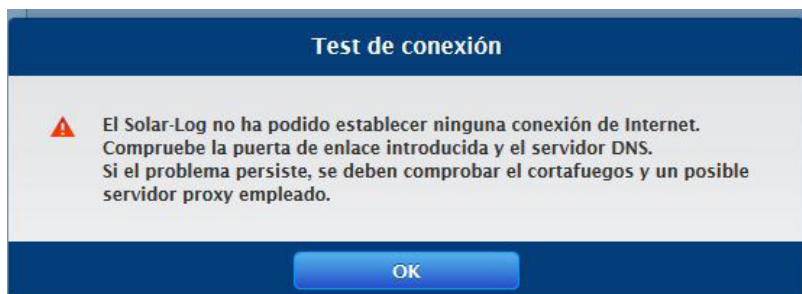 Test de conexión
El Solar-Log no ha podido establecer ninguna conexión de Internet.
Compruebe la puerta de enlace introducida y el servidor DNS.
Si el problema persiste, se deben comprobar el cortafuegos y un posible
servidor proxy empleado.
OK